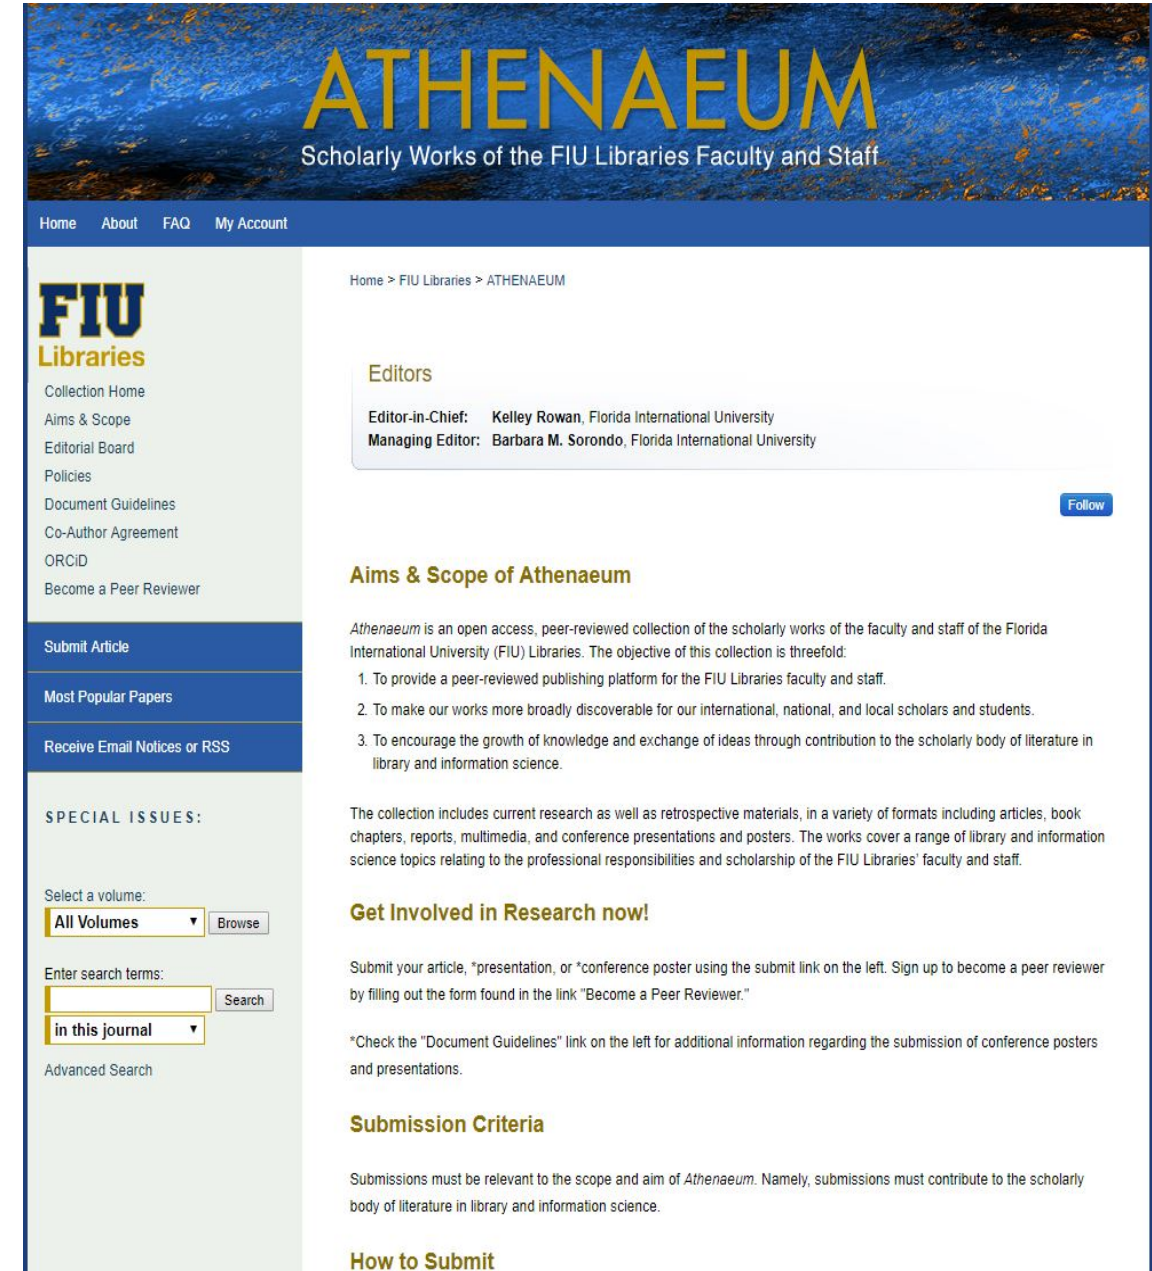 ATHENAEUM
Scholarly Works of the FIU Libraries Faculty and Staff
Home About FAQ My Account
FIU
Libraries
Collection Home
Aims & Scope
Editorial Board
Policies
Document Guidelines
Co-Author Agreement
ORCiD
Become a Peer Reviewer
Submit Article
Most Popular Papers
Receive Email Notices or RSS
SPECIAL ISSUES:
Select a volume:
All Volumes Browse
Enter search terms:
Search
in this journal
Advanced Search
Home > FIU Libraries > ATHENAEUM
Editors
Editor-in-Chief: Kelley Rowan, Florida International University
Managing Editor: Barbara M. Sorondo, Florida International University
Follow
Aims & Scope of Athenaeum
Athenaeum is an open access, peer-reviewed collection of the scholarly works of the faculty and staff of the Florida
International University (FIU) Libraries. The objective of this collection is threefold:
1. To provide a peer-reviewed publishing platform for the FIU Libraries faculty and staff.
2. To make our works more broadly discoverable for our international, national, and local scholars and students.
3. To encourage the growth of knowledge and exchange of ideas through contribution to the scholarly body of literature in
library and information science.
The collection includes current research as well as retrospective materials, in a variety of formats including articles, book
chapters, reports, multimedia, and conference presentations and posters. The works cover a range of library and information
science topics relating to the professional responsibilities and scholarship of the FIU Libraries' faculty and staff.
Get Involved in Research now!
Submit your article, *presentation, or *conference poster using the submit link on the left. Sign up to become a peer reviewer
by filling out the form found in the link "Become a Peer Reviewer."
*Check the "Document Guidelines" link on the left for additional information regarding the submission of conference posters
and presentations.
Submission Criteria
Submissions must be relevant to the scope and aim of Athenaeum. Namely, submissions must contribute to the scholarly
body of literature in library and information science.
How to Submit